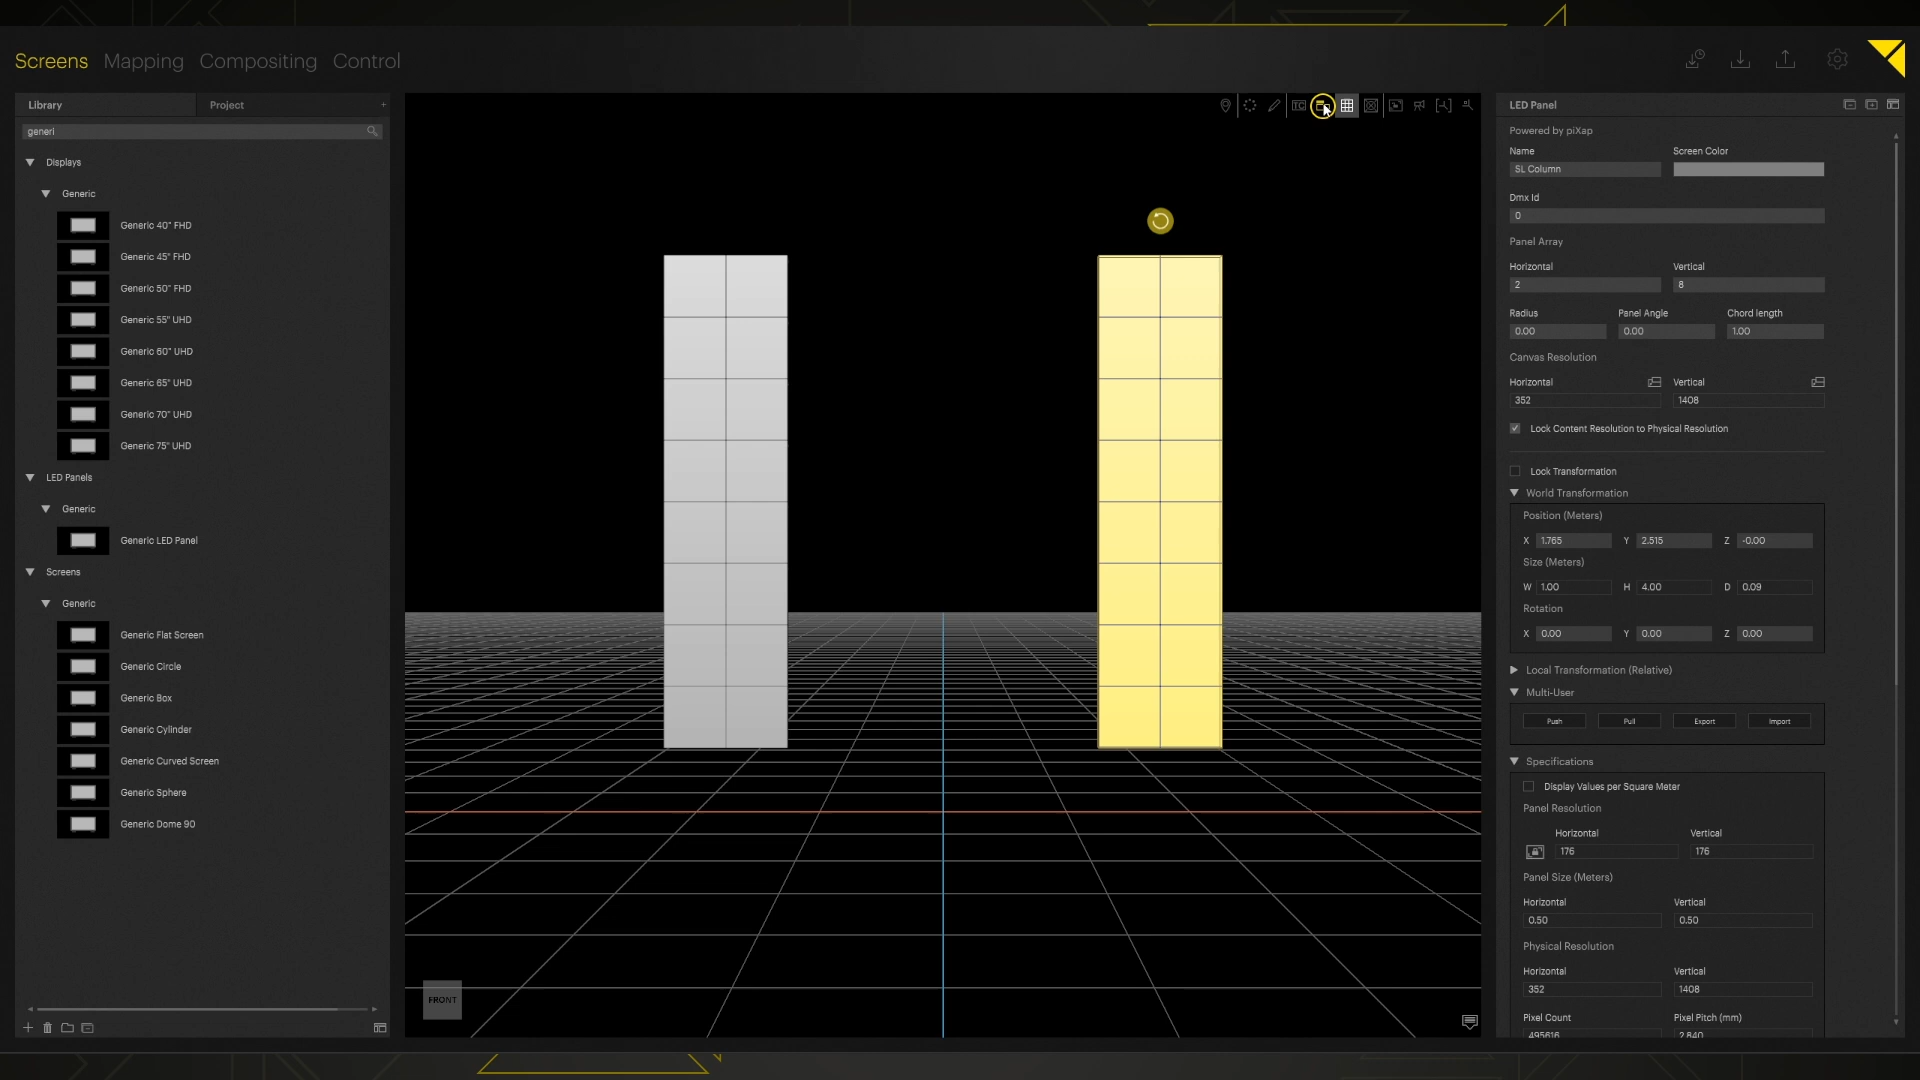 Screens Mapping Compositing Control
Library Project
generi
Displays
Generic
Generic 40" FHD
Generic 45" FHD
Generic 50" FHD
Generic 55" UHD
Generic 60" UHD
Generic 65" UHD
Generic 70" UHD
Generic 75" UHD
LED Panels
Generic
Generic LED Panel
Screens
Generic
Generic Flat Screen
Generic Circle
Generic Box
Generic Cylinder
Generic Curved Screen
Generic Sphere
Generic Dome 90
TC
FRONT
LED Panel
Powered by piXap
Name Screen Color
SL Column
Dmx Id
0
Panel Array
Horizontal Vertical
2 8
Radius Panel Angle Chord length
0.00 0.00 1.00
Canvas Resolution
Horizontal Vertical
352 1408
Lock Content Resolution to Physical Resolution
Lock Transformation
World Transformation
Position (Meters)
X 1.765 Y 2.515 Z -0.00
Size (Meters)
W 1.00 H 4.00 D 0.09
Rotation
X 0.00 Y 0.00 Z 0.00
Local Transformation (Relative)
Multi-User
Push Pull Export Import
Specifications
Display Values per Square Meter
Panel Resolution
Horizontal Vertical
176 176
Panel Size (Meters)
Horizontal Vertical
0.50 0.50
Physical Resolution
Horizontal Vertical
352 1408
Pixel Count Pixel Pitch (mm)
495616 2.840